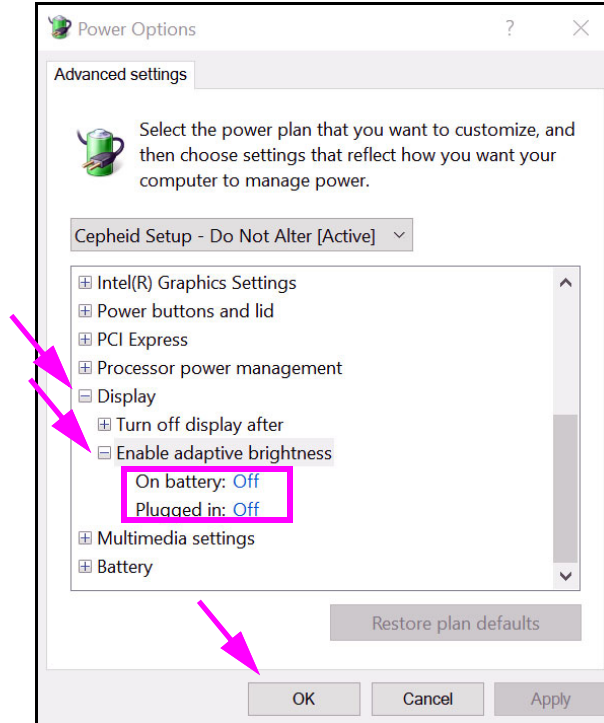 Power Options
Advanced settings
Select the power plan that you want to customize, and
then choose settings that reflect how you want your
computer to manage power.
Cepheid Setup - Do Not Alter [Active]
Intel(R) Graphics Settings
Power buttons and lid
PCI Express
Processor power management
Display
Turn off display after
Enable adaptive brightness
On battery: Off
Plugged in: Off
Multimedia settings
Battery
Restore plan defaults
OK Cancel Apply